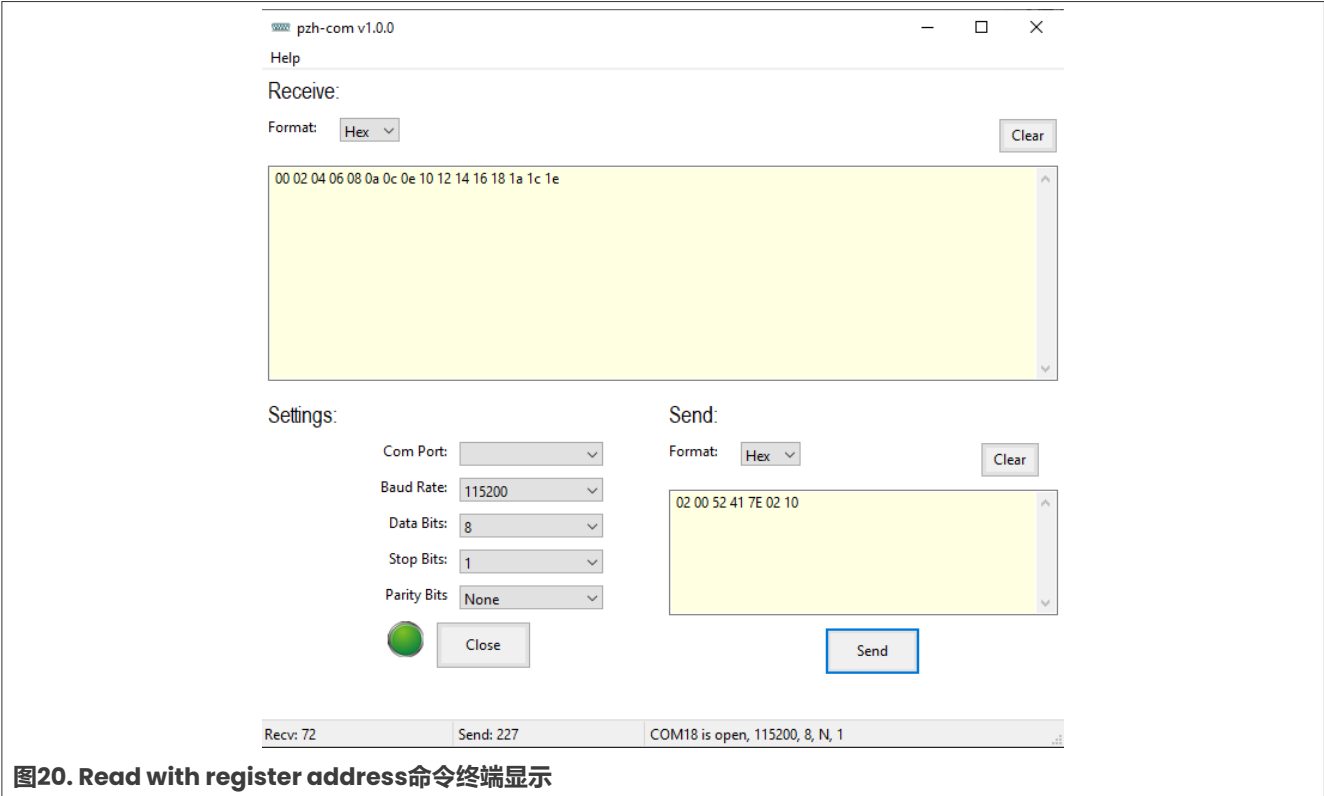 pzh-com v1.0.0
Help
Receive:
Format: Hex
Clear
00 02 04 06 08 0a 0c 0e 10 12 14 16 18 1a 1c 1e
Settings:
Com Port:
Baud Rate: 115200
Data Bits: 8
Stop Bits: 1
Parity Bits None
Close
Send:
Format: Hex
Clear
02 00 52 41 7E 02 10
Send
Recv: 72 Send: 227 COM18 is open, 115200, 8, N, 1
图20. Read with register address命令终端显示